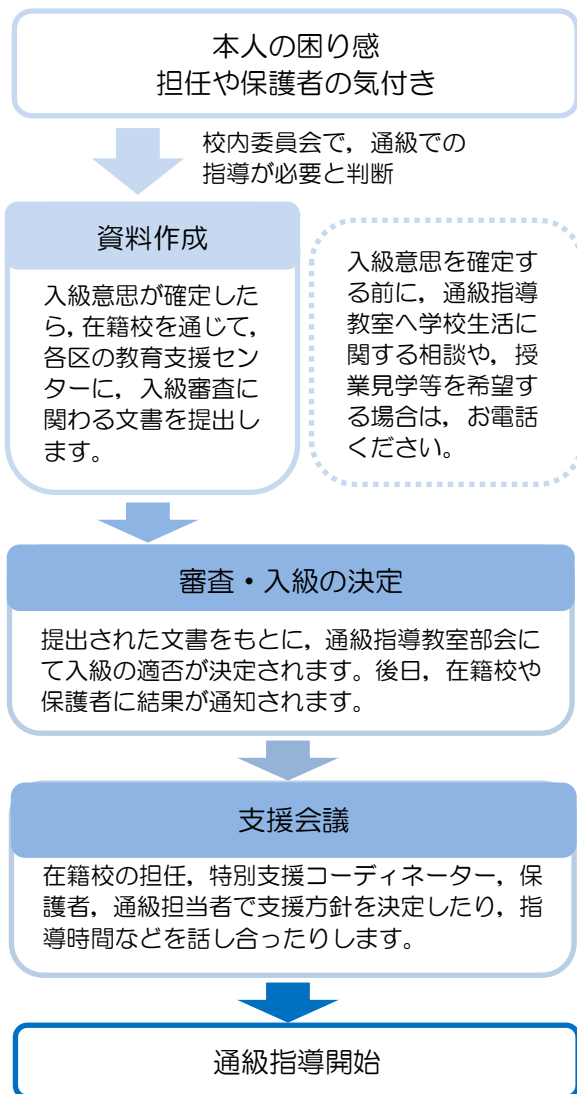 本人の困り感
担任や保護者の気付き
校内委員会で，通級での
指導が必要と判断
資料作成
入級意思が確定した
ら，在籍校を通じて，
各区の教育支援セン
ターに，入級審査に
関わる文書を提出し
ます。
入級意思を確定す
る前に，通級指導
教室へ学校生活に
関する相談や，授
業見学等を希望す
る場合は，お電話
ください。
審査・入級の決定
提出された文書をもとに，通級指導教室部会に
て入級の適否が決定されます。後日，在籍校や
保護者に結果が通知されます。
支援会議
在籍校の担任，特別支援コーディネーター，保
護者，通級担当者で支援方針を決定したり，指
導時間などを話し合ったりします。
通級指導開始